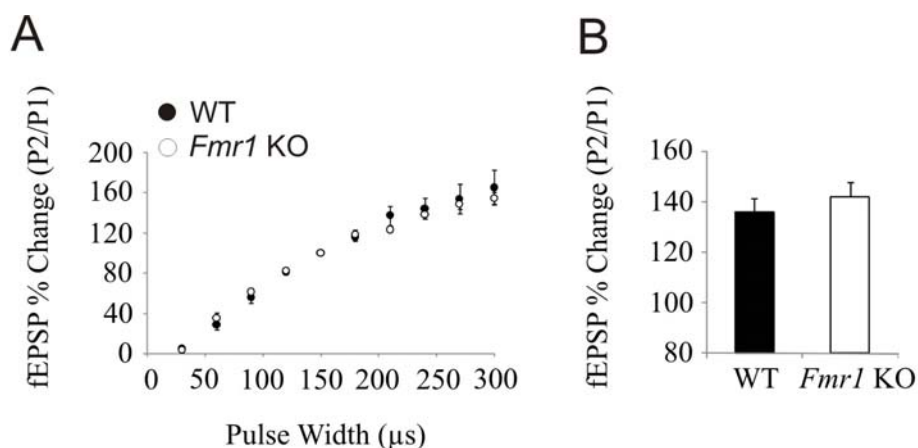 A
fEPSP % Change (P2/P1)
WT
Fmr1 KO
200
160
120
80
40
0
0 50 100 150 200 250 300
Pulse Width (µs)
B
fEPSP % Change (P2/P1)
160
140
120
100
80
WT Fmr1 KO